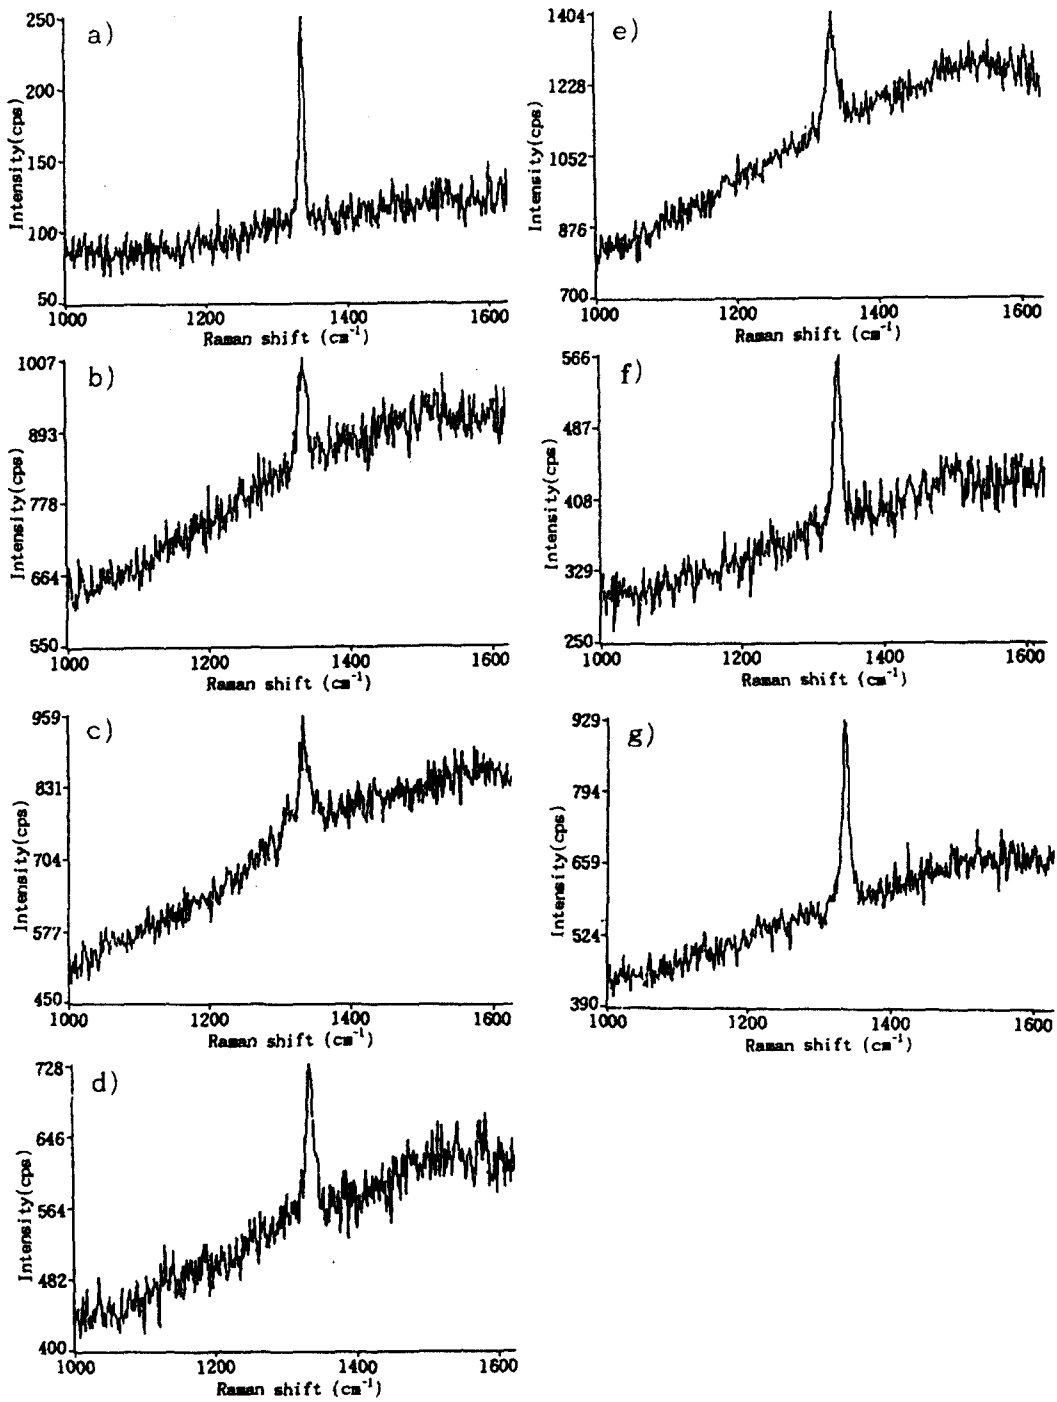 a)
250
200
150
100
50
Intensity(cps)
1000 1200 1400 1600
Raman shift (cm⁻¹)
b)
1007
893
778
664
550
Intensity(cps)
1000 1200 1400 1600
Raman shift (cm⁻¹)
c)
959
831
704
577
450
Intensity(cps)
1000 1200 1400 1600
Raman shift (cm⁻¹)
d)
728
646
564
482
400
Intensity(cps)
1000 1200 1400 1600
Raman shift (cm⁻¹)
e)
1404
1228
1052
876
700
Intensity(cps)
1000 1200 1400 1600
Raman shift (cm⁻¹)
f)
566
487
408
329
250
Intensity(cps)
1000 1200 1400 1600
Raman shift (cm⁻¹)
g)
929
794
659
524
390
Intensity(cps)
1000 1200 1400 1600
Raman shift (cm⁻¹)